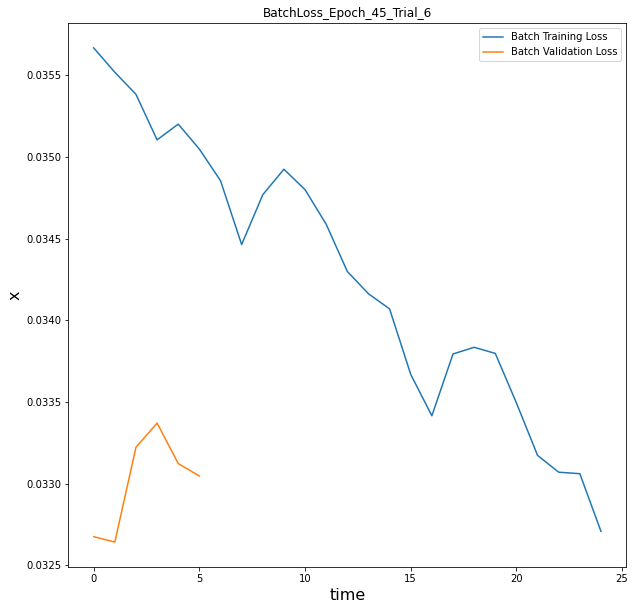 BatchLoss_Epoch_45_Trial_6
Batch Training Loss
Batch Validation Loss
0.0355
0.0350
0.0345
0.0340
0.0335
0.0330
0.0325
x
0 5 10 15 20 25
time